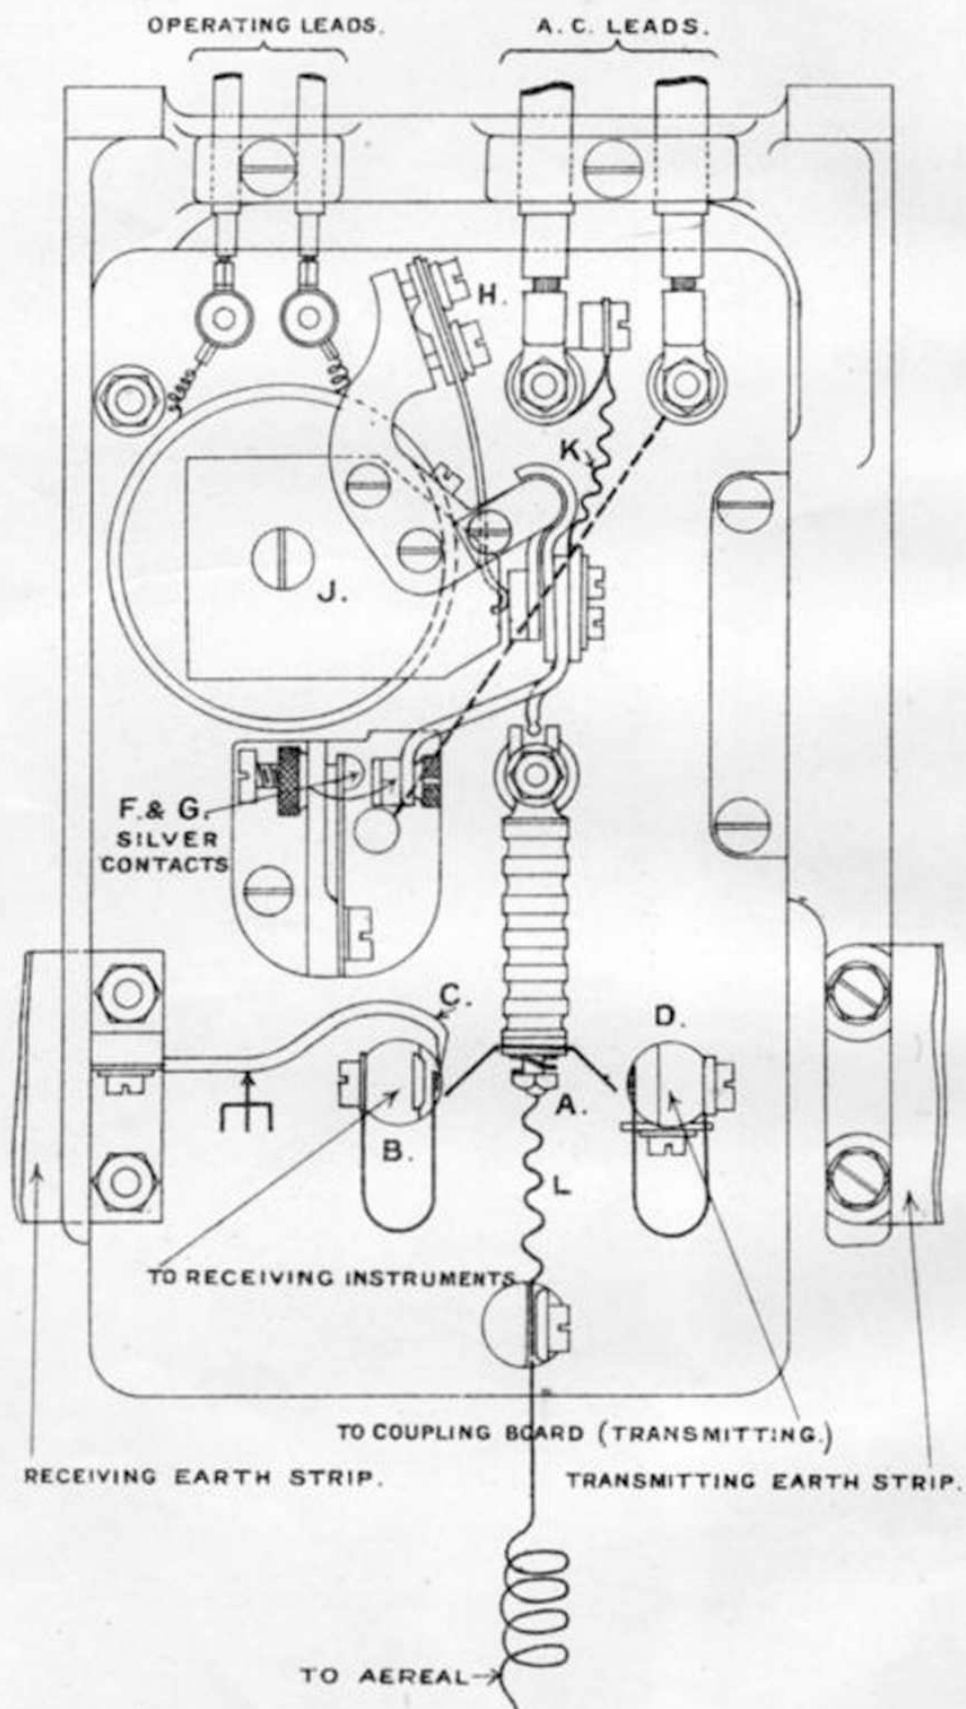 OPERATING LEADS.
A. C. LEADS.
H.
K
J.
F. & G.
SILVER
CONTACTS
C.
D.
A.
B.
L
TO RECEIVING INSTRUMENTS
TO COUPLING BOARD (TRANSMITTING.)
RECEIVING EARTH STRIP.
TRANSMITTING EARTH STRIP.
TO AEREAL